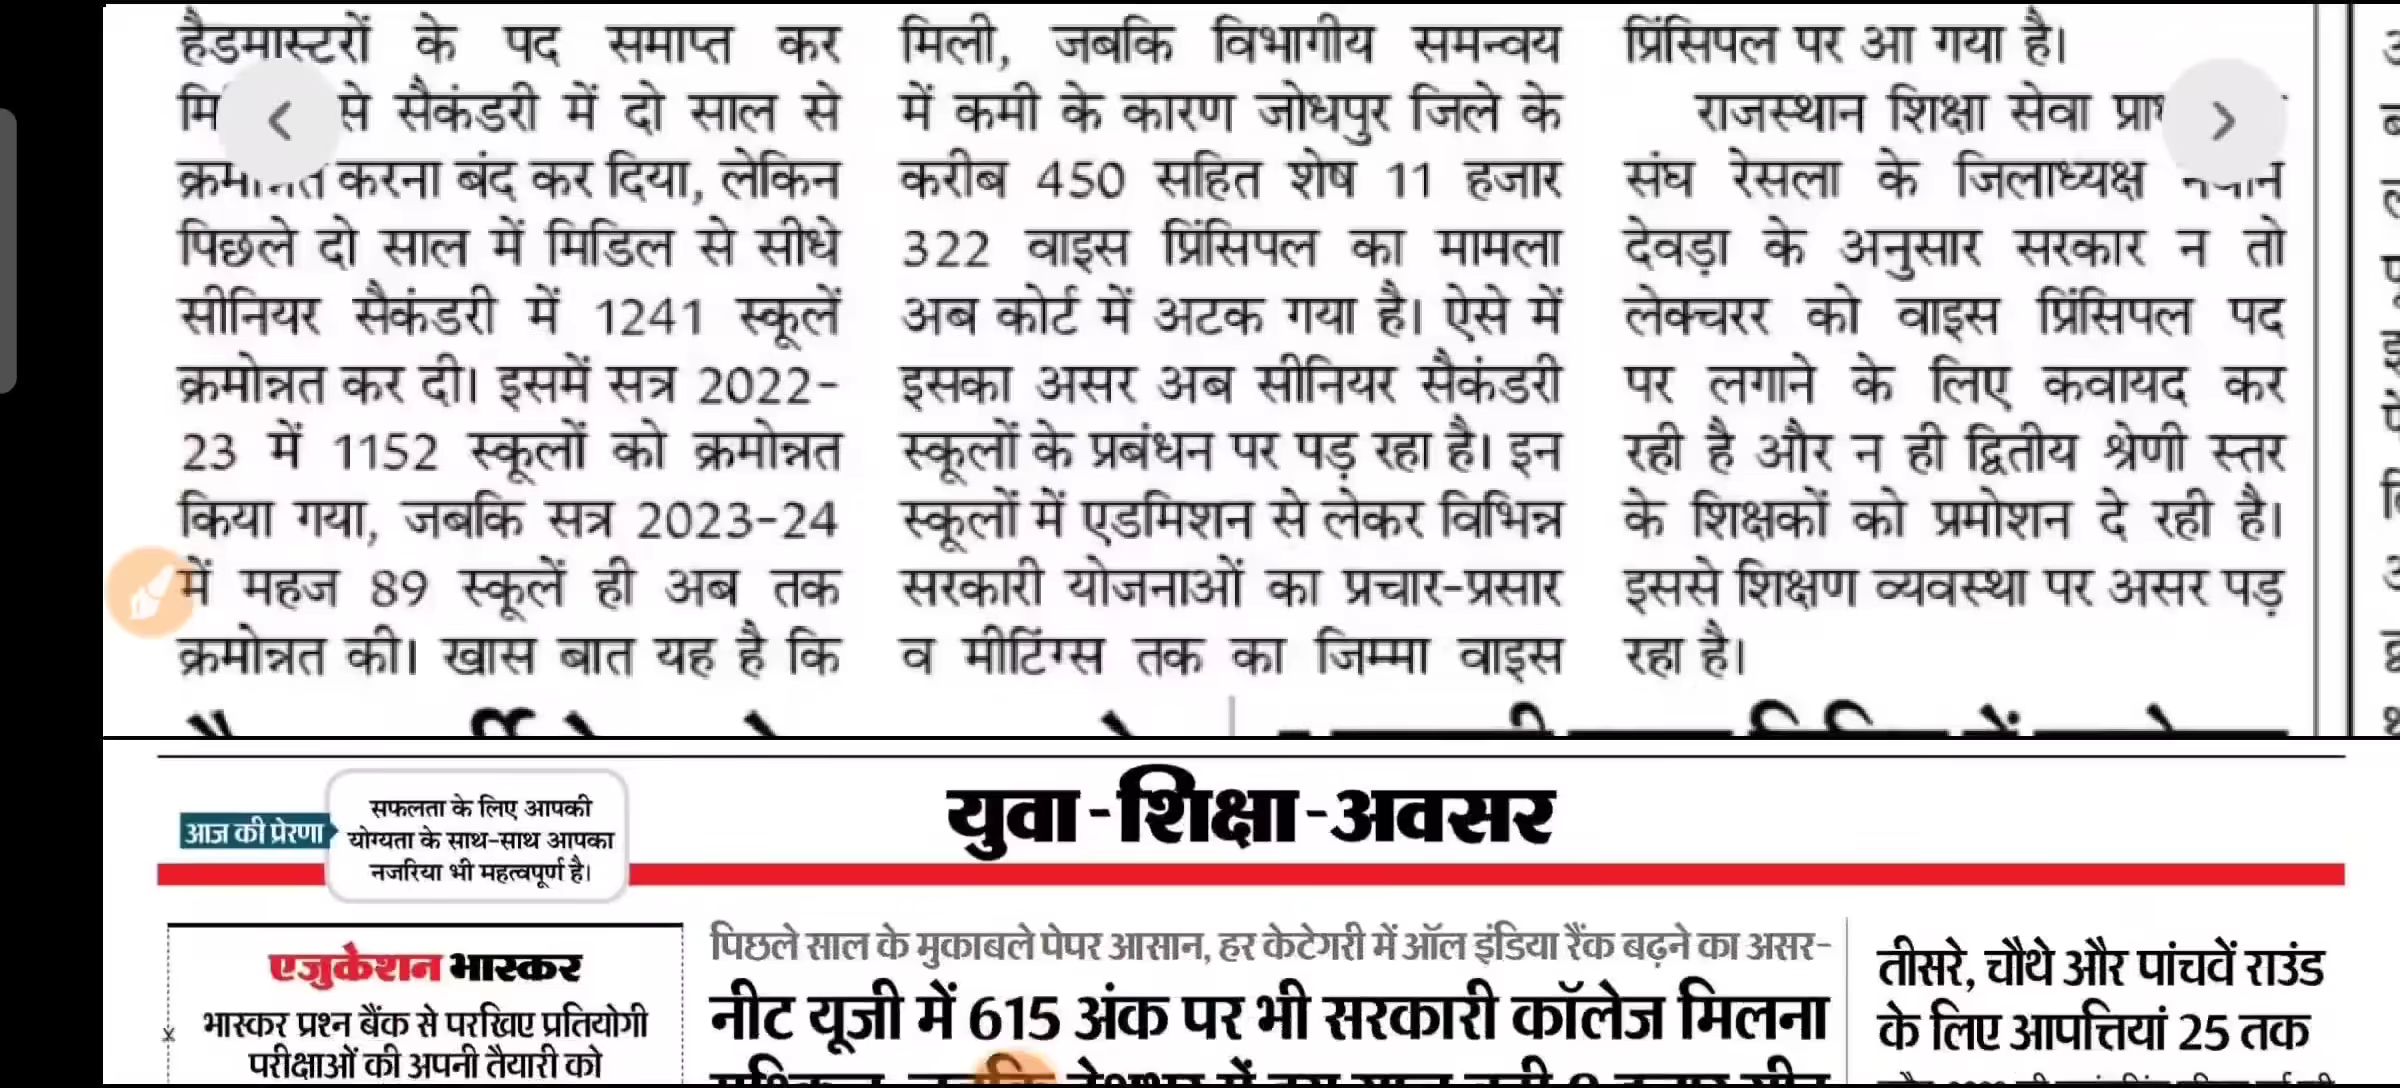 हैडमास्टरों के पद समाप्त कर
से सैकंडरी में दो साल से
करना बंद कर दिया, लेकिन
पिछले दो साल में मिडिल से सीधे
सीनियर सैकंडरी में 1241 स्कूलें
क्रमोन्नत कर दी। इसमें सत्र 2022-
23 में 1152 स्कूलों को क्रमोन्नत
किया गया, जबकि सत्र 2023-24
में महज 89 स्कूलें ही अब तक
क्रमोन्नत की। खास बात यह है कि
मिली, जबकि विभागीय समन्वय
में कमी के कारण जोधपुर जिले के
करीब 450 सहित शेष 11 हजार
322 वाइस प्रिंसिपल का मामला
अब कोर्ट में अटक गया है। ऐसे में
इसका असर अब सीनियर सैकंडरी
स्कूलों के प्रबंधन पर पड़ रहा है। इन
स्कूलों में एडमिशन से लेकर विभिन्न
सरकारी योजनाओं का प्रचार-प्रसार
व मीटिंग्स तक का जिम्मा वाइस
प्रिंसिपल पर आ गया है।
राजस्थान शिक्षा सेवा
संघ रेसला के जिलाध्यक्ष
देवड़ा के अनुसार सरकार न तो
लेक्चरर को वाइस प्रिंसिपल पद
पर लगाने के लिए कवायद कर
रही है और न ही द्वितीय श्रेणी स्तर
के शिक्षकों को प्रमोशन दे रही है।
इससे शिक्षण व्यवस्था पर असर पड़
रहा है।
युवा-शिक्षा-अवसर
आज की प्रेरणा
सफलता के लिए आपकी
योग्यता के साथ-साथ आपका
नजरिया भी महत्वपूर्ण है।
एजुकेशन भास्कर
भास्कर प्रश्न बैंक से परखिए प्रतियोगी
परीक्षाओं की अपनी तैयारी को
पिछले साल के मुकाबले पेपर आसान, हर केटेगरी में ऑल इंडिया रैंक बढ़ने का असर-
नीट यूजी में 615 अंक पर भी सरकारी कॉलेज मिलना
तीसरे, चौथे और पांचवें राउंड
के लिए आपत्तियां 25 तक